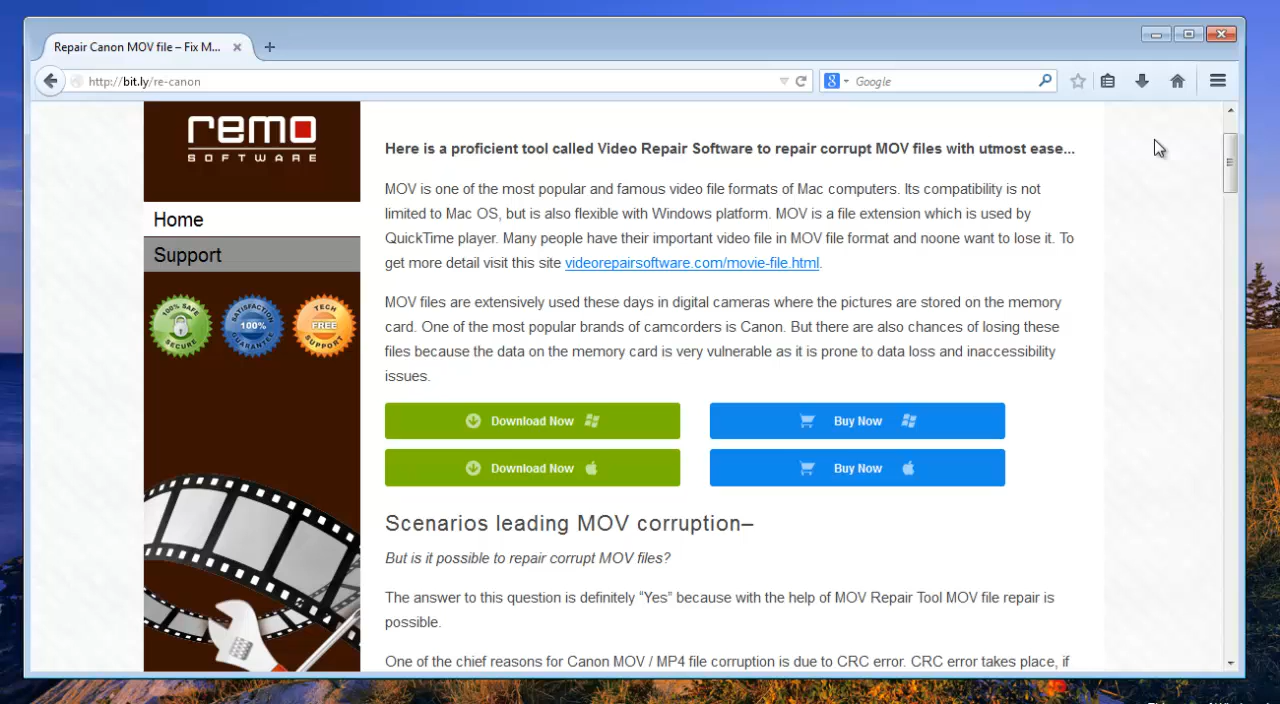 Repair Canon MOV file – Fix M...
http://bit.ly/re-canon
Google
remo
SOFTWARE
Home
Support
100% SAFE
SECURE
SATISFACTION
100%
GUARANTEE
TECH
FREE
SUPPORT
Here is a proficient tool called Video Repair Software to repair corrupt MOV files with utmost ease...
MOV is one of the most popular and famous video file formats of Mac computers. Its compatibility is not
limited to Mac OS, but is also flexible with Windows platform. MOV is a file extension which is used by
QuickTime player. Many people have their important video file in MOV file format and noone want to lose it. To
get more detail visit this site videorepairsoftware.com/movie-file.html.
MOV files are extensively used these days in digital cameras where the pictures are stored on the memory
card. One of the most popular brands of camcorders is Canon. But there are also chances of losing these
files because the data on the memory card is very vulnerable as it is prone to data loss and inaccessibility
issues.
Download Now
Buy Now
Download Now
Buy Now
Scenarios leading MOV corruption–
But is it possible to repair corrupt MOV files?
The answer to this question is definitely “Yes” because with the help of MOV Repair Tool MOV file repair is
possible.
One of the chief reasons for Canon MOV / MP4 file corruption is due to CRC error. CRC error takes place, if